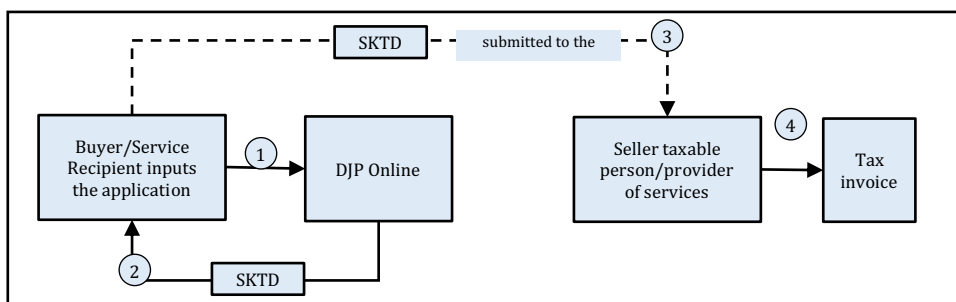 SKTD
submitted to the
3
Buyer/Service
Recipient inputs
the application
1
DJP Online
Seller taxable
person/provider
of services
4
Tax
invoice
2
SKTD